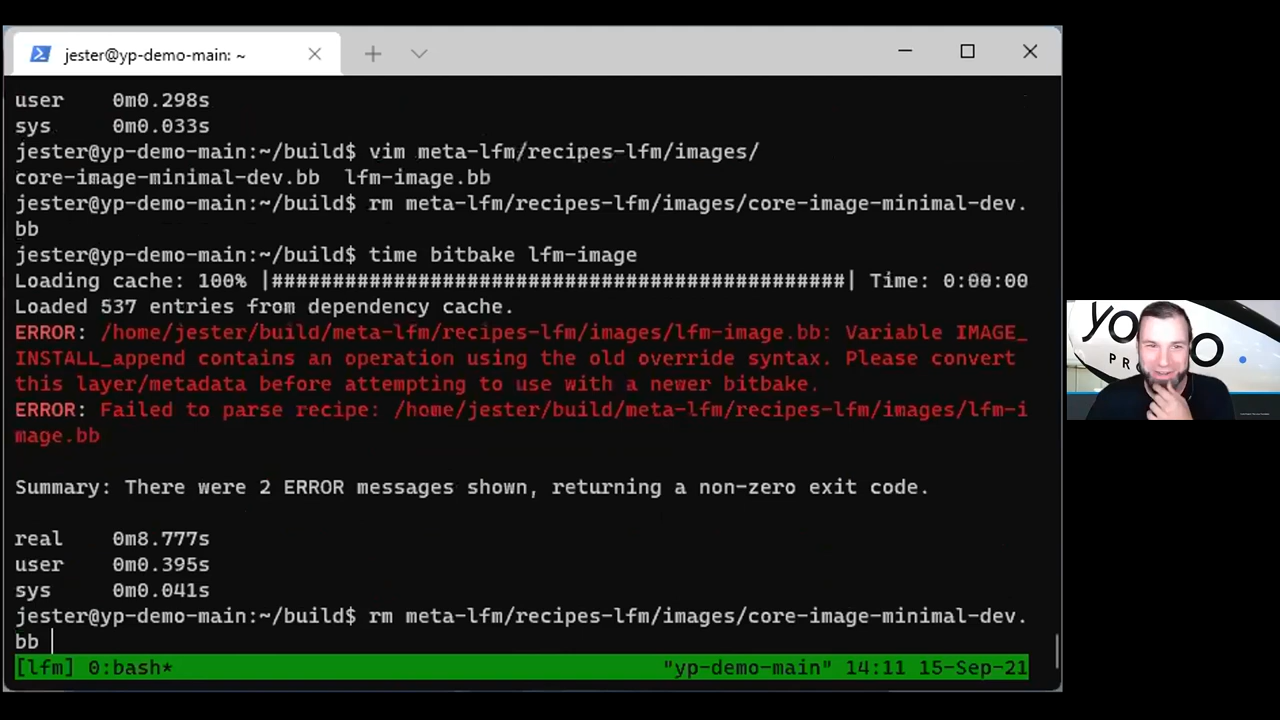 jester@yp-demo-main: ~
user    0m0.298s
sys     0m0.033s
jester@yp-demo-main:~/build$ vim meta-lfm/recipes-lfm/images/
core-image-minimal-dev.bb  lfm-image.bb
jester@yp-demo-main:~/build$ rm meta-lfm/recipes-lfm/images/core-image-minimal-dev.
bb
jester@yp-demo-main:~/build$ time bitbake lfm-image
Loading cache: 100% |###############################################| Time: 0:00:00
Loaded 537 entries from dependency cache.
ERROR: /home/jester/build/meta-lfm/recipes-lfm/images/lfm-image.bb: Variable IMAGE_
INSTALL_append contains an operation using the old override syntax. Please convert
this layer/metadata before attempting to use with a newer bitbake.
ERROR: Failed to parse recipe: /home/jester/build/meta-lfm/recipes-lfm/images/lfm-i
mage.bb
Summary: There were 2 ERROR messages shown, returning a non-zero exit code.
real    0m8.777s
user    0m0.395s
sys     0m0.041s
jester@yp-demo-main:~/build$ rm meta-lfm/recipes-lfm/images/core-image-minimal-dev.
bb
[lfm] 0:bash*                                        "yp-demo-main" 14:11 15-Sep-21